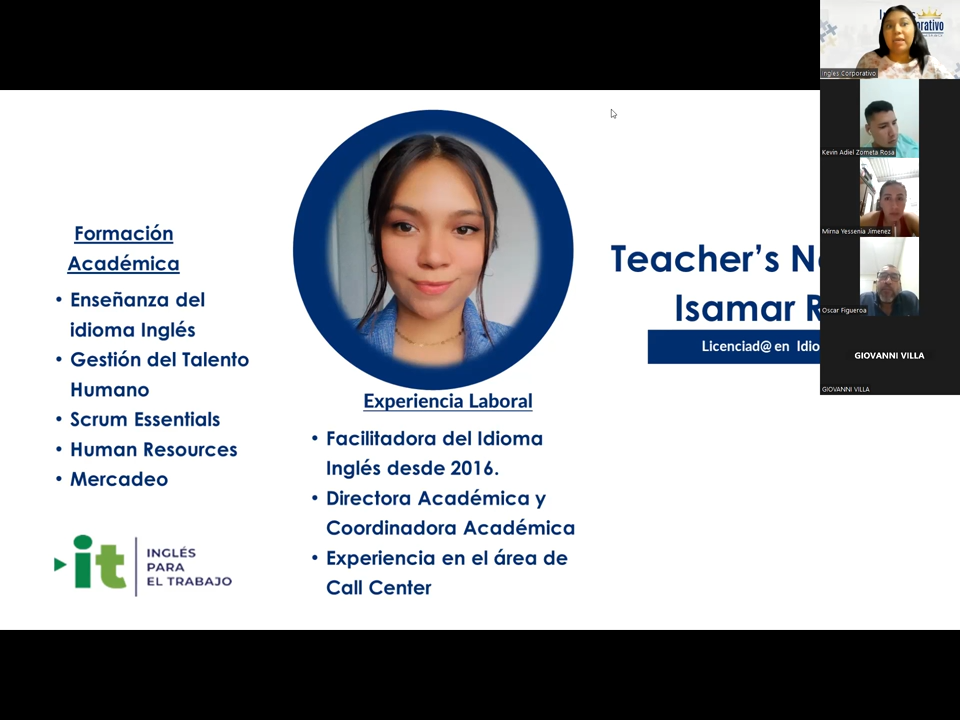 Formación
Académica
• Enseñanza del
idioma Inglés
• Gestión del Talento
Humano
• Scrum Essentials
• Human Resources
• Mercadeo
it
INGLÉS
PARA
EL TRABAJO
Experiencia Laboral
• Facilitadora del Idioma
Inglés desde 2016.
• Directora Académica y
Coordinadora Académica
• Experiencia en el área de
Call Center
Teacher's
Isamar
Licenciad@ en
Ingles Corporativo
Kevin Adiel Zometa Rosa
Mirna Yessenia Jimenez
Oscar Figueroa
GIOVANNI VILLA
GIOVANNI VILLA